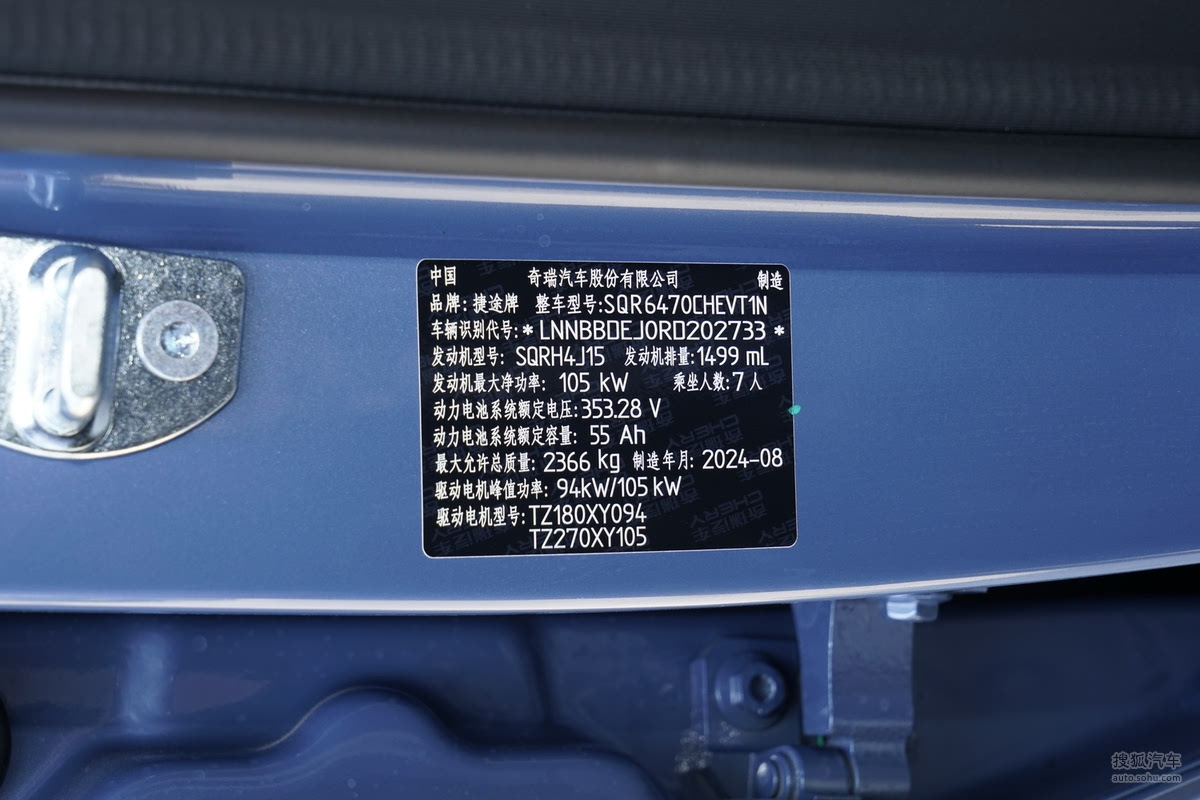 中国 奇瑞汽车股份有限公司 制造
品牌: 捷途牌 整车型号:SQR6470CHEVT1N
车辆识别代号:*LNNBBDEJ0RD202733*
发动机型号: SQRH4J15 发动机排量:1499 mL
发动机最大净功率: 105 kW 乘坐人数:7人
动力电池系统额定电压:353.28 V
动力电池系统额定容量: 55 Ah
最大允许总质量: 2366 kg 制造年月: 2024-08
驱动电机峰值功率: 94kW/105kW
驱动电机型号:TZ180XY094
TZ270XY105
搜狐汽车
auto.sohu.com